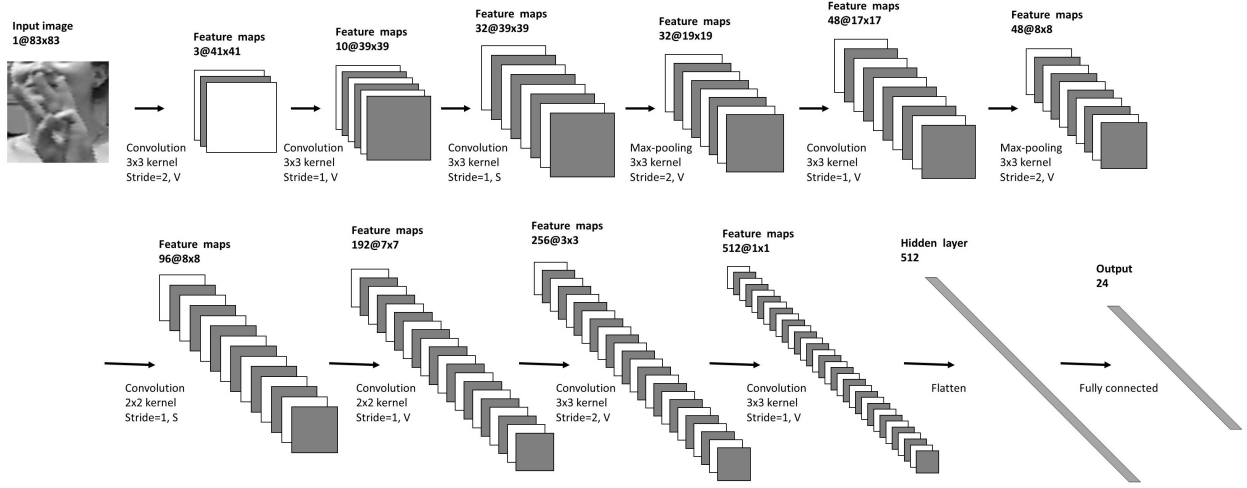 Input image
1@83x83
Feature maps
3@41x41
Feature maps
10@39x39
Feature maps
32@39x39
Feature maps
32@19x19
Feature maps
48@17x17
Feature maps
48@8x8
Convolution
3x3 kernel
Stride=2, V
Convolution
3x3 kernel
Stride=1, V
Convolution
3x3 kernel
Stride=1, S
Max-pooling
3x3 kernel
Stride=2, V
Convolution
3x3 kernel
Stride=1, V
Max-pooling
3x3 kernel
Stride=2, V
Feature maps
96@8x8
Feature maps
192@7x7
Feature maps
256@3x3
Feature maps
512@1x1
Hidden layer
512
Output
24
Convolution
2x2 kernel
Stride=1, S
Convolution
2x2 kernel
Stride=1, V
Convolution
3x3 kernel
Stride=2, V
Convolution
3x3 kernel
Stride=1, V
Flatten
Fully connected